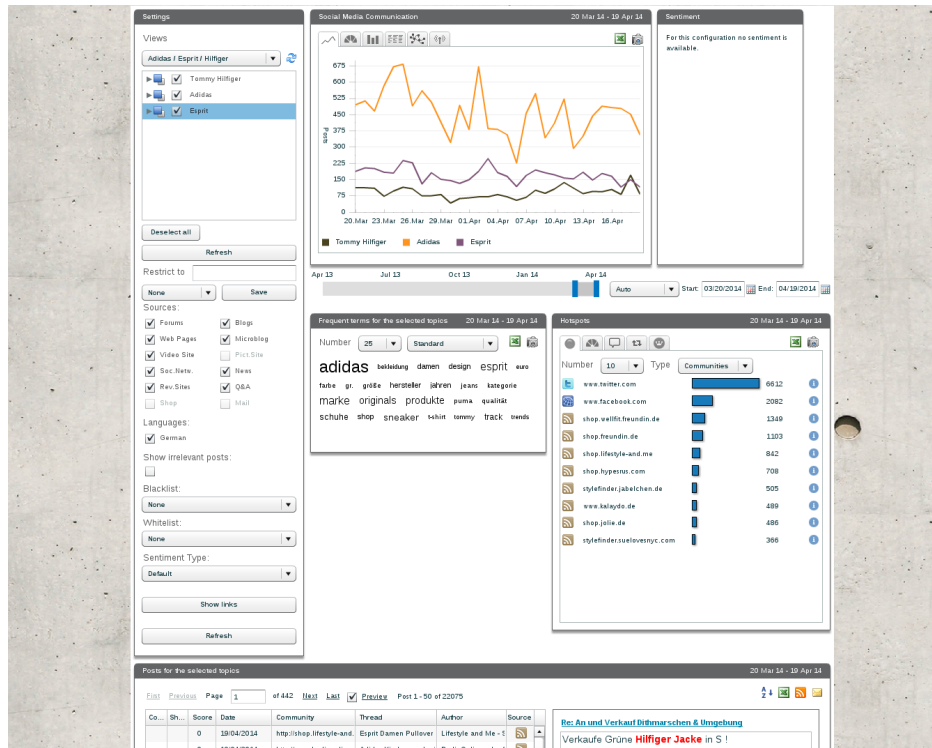 Settings
Views
Adidas / Esprit / Hilfiger
Tommy Hilfiger
Adidas
Esprit
Deselect all
Refresh
Restrict to
None
Save
Sources:
Forums Blogs
Web Pages Microblog
Video Site Pict.Site
Soc.Netw. News
Rev.Sites Q&A
Shop Mail
Languages:
German
Show irrelevant posts:
Blacklist:
None
Whitelist:
None
Sentiment Type:
Default
Show links
Refresh
Social Media Communication 20 Mar 14 - 19 Apr 14
675
600
525
450
375
300
225
150
75
0
Posts
20.Mar 23.Mar 26.Mar 29.Mar 01.Apr 04.Apr 07.Apr 10.Apr 13.Apr 16.Apr
Tommy Hilfiger Adidas Esprit
Sentiment
For this configuration no sentiment is
available.
Apr 13 Jul 13 Oct 13 Jan 14 Apr 14
Auto Start: 03/20/2014 End: 04/19/2014
Frequent terms for the selected topics 20 Mar 14 - 19 Apr 14
Number 25 Standard
adidas bekleidung damen design esprit euro
farbe gr. größe hersteller jahren jeans kategorie
marke originals produkte puma qualität
schuhe shop sneaker t-shirt tommy track trends
Hotspots 20 Mar 14 - 19 Apr 14
Number 10 Type Communities
www.twitter.com 6612
www.facebook.com 2082
shop.wellfit.freundin.de 1349
shop.freundin.de 1103
shop.lifestyle-and.me 842
shop.hypesrus.com 708
stylefinder.jabelchen.de 505
www.kalaydo.de 489
shop.jolie.de 486
stylefinder.suelovesnyc.com 366
Posts for the selected topics 20 Mar 14 - 19 Apr 14
First Previous Page 1 of 442 Next Last Preview Post 1 - 50 of 22075
Co... Sh... Score Date Community Thread Author Source
0 19/04/2014 http://shop.lifestyle-and. Esprit Damen Pullover Lifestyle and Me - S
Re: An und Verkauf Dithmarschen & Umgebung
Verkaufe Grüne Hilfiger Jacke in S !